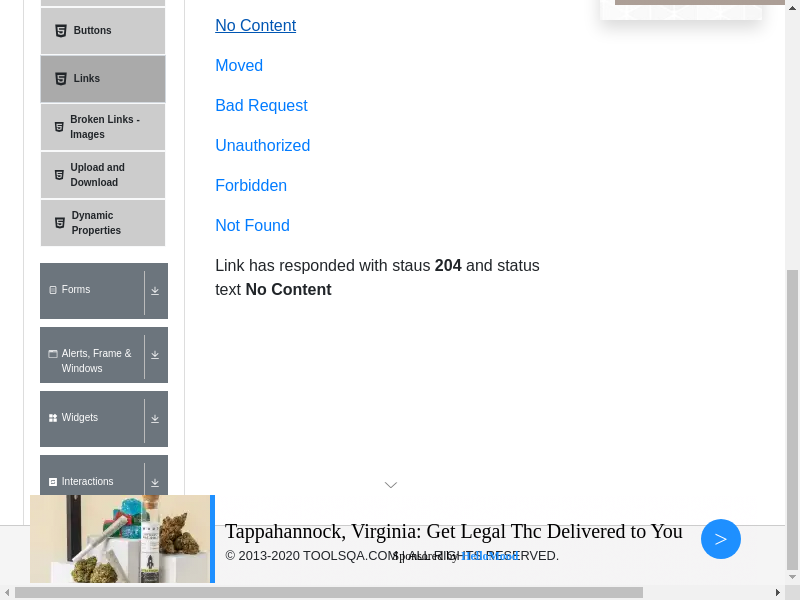 Buttons
Links
Broken Links -
Images
Upload and
Download
Dynamic
Properties
Forms
Alerts, Frame &
Windows
Widgets
Interactions
No Content
Moved
Bad Request
Unauthorized
Forbidden
Not Found
Link has responded with staus 204 and status
text No Content
Tappahannock, Virginia: Get Legal Thc Delivered to You
>
© 2013-2020 TOOLSQA.COM | ALL RIGHTS RESERVED.
Sponsored by